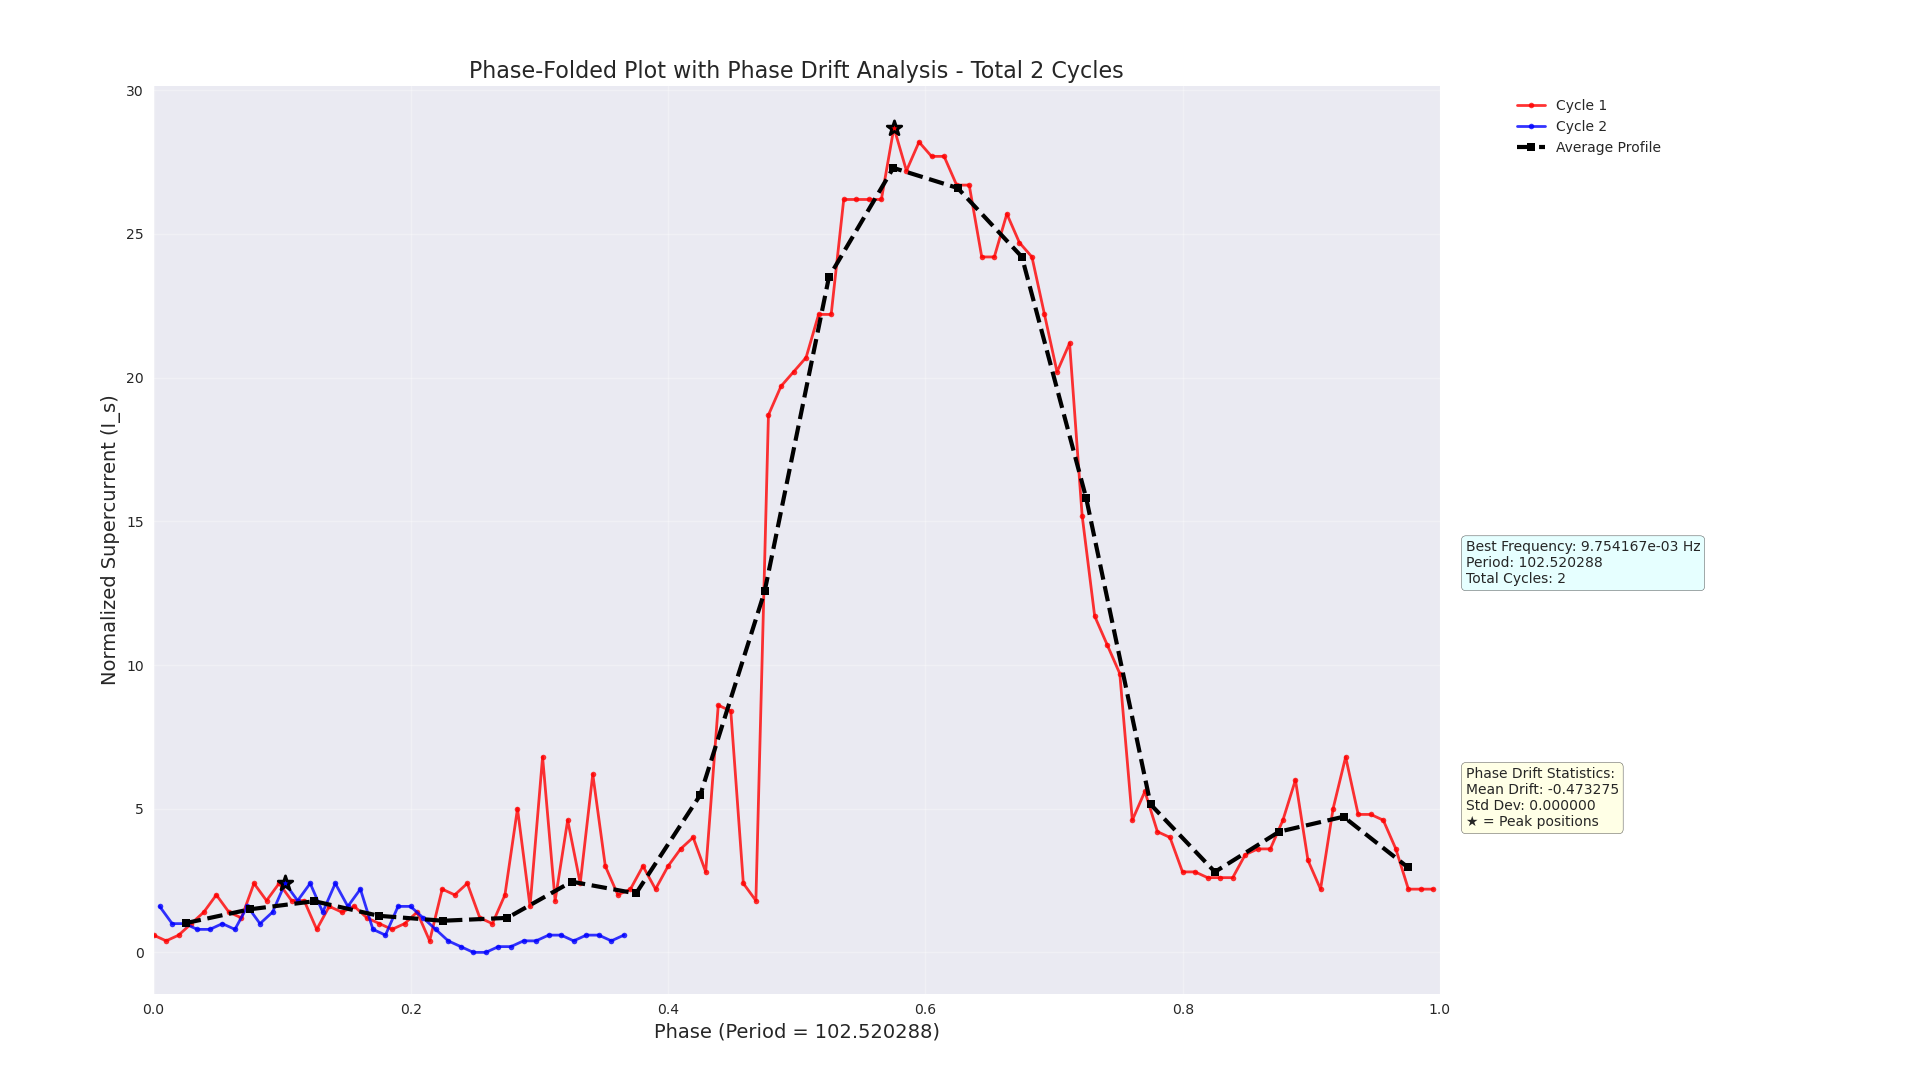 Phase-Folded Plot with Phase Drift Analysis - Total 2 Cycles
30
25
20
15
10
5
0
Normalized Supercurrent (I_s)
0.0
0.2
0.4
0.6
0.8
1.0
Phase (Period = 102.520288)
Cycle 1
Cycle 2
Average Profile
Best Frequency: 9.754167e-03 Hz
Period: 102.520288
Total Cycles: 2
Phase Drift Statistics:
Mean Drift: -0.473275
Std Dev: 0.000000
★ = Peak positions